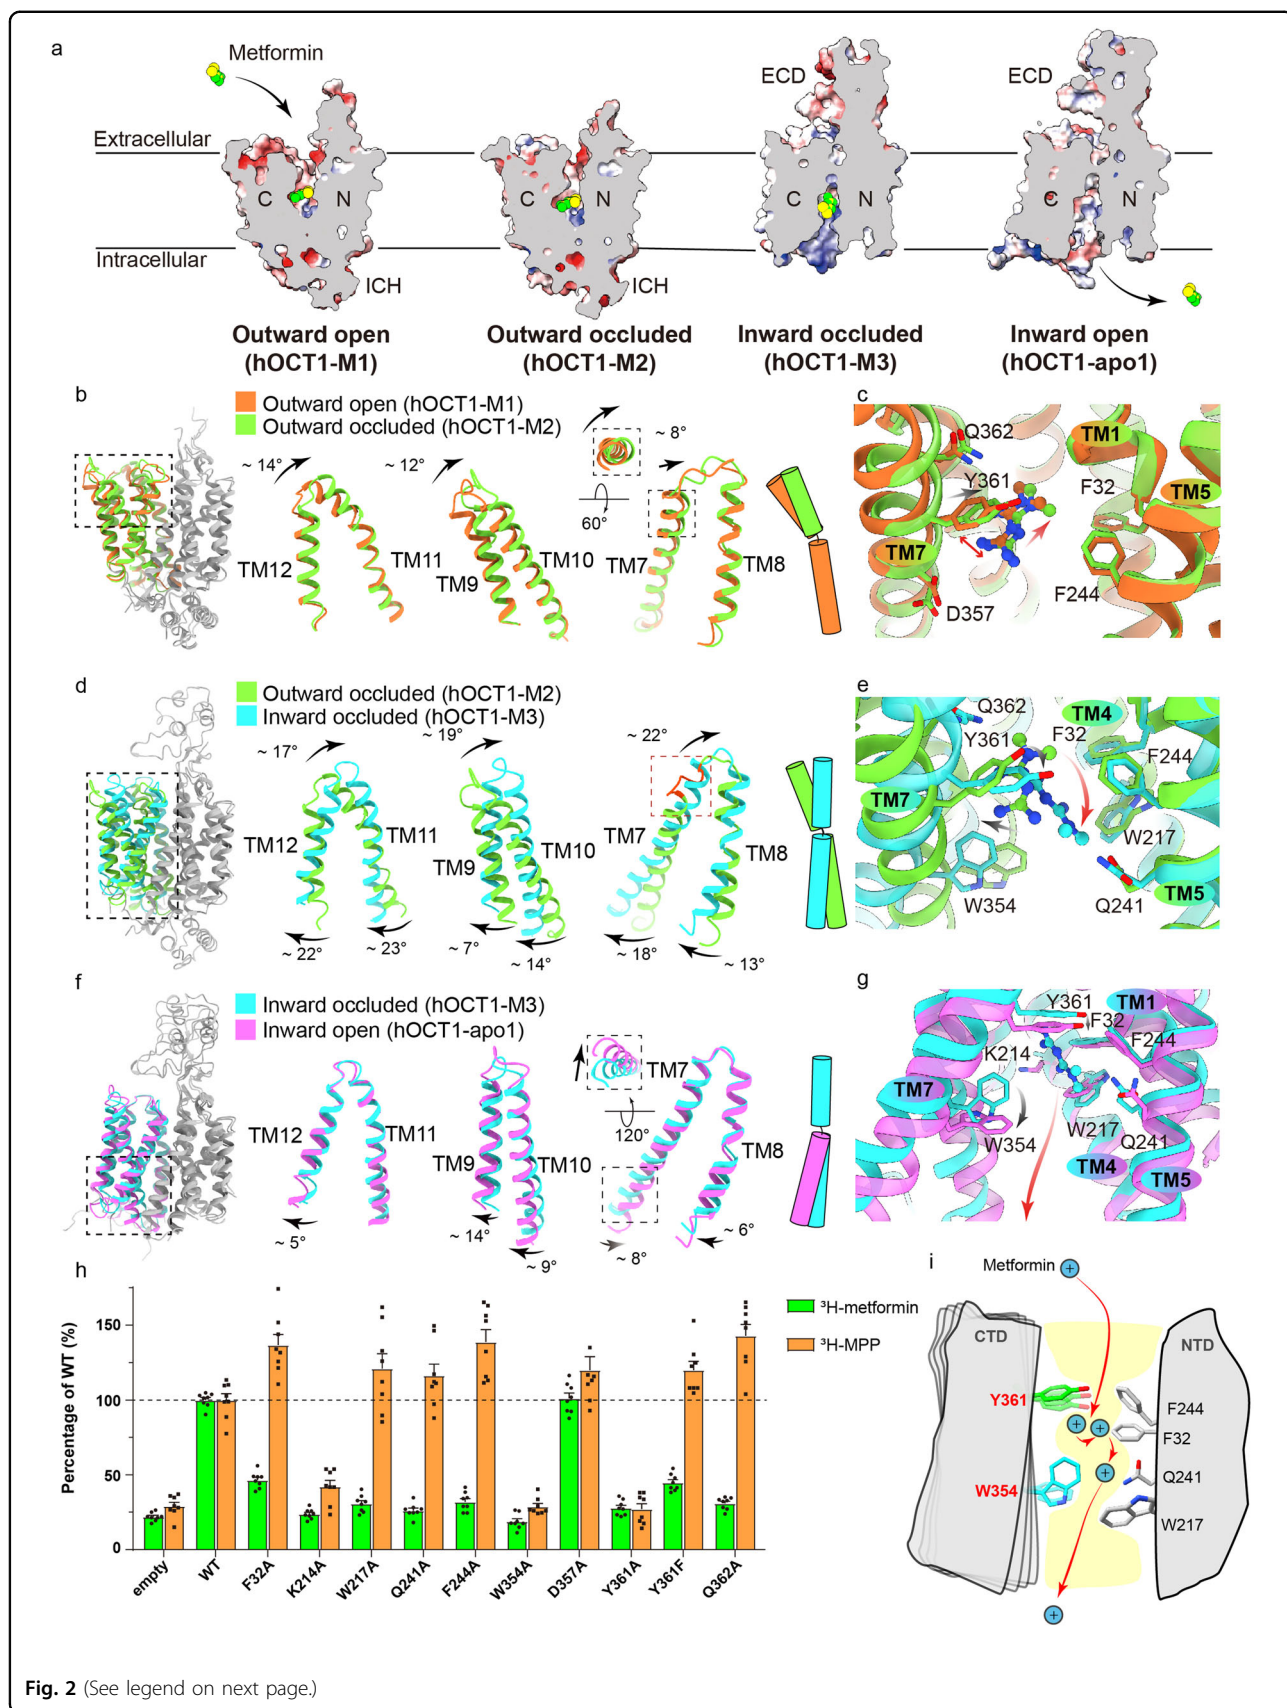 a
Metformin
ECD
ECD
Extracellular
C N
C N
C N
C N
Intracellular
ICH
ICH
Outward open
(hOCT1-M1)
Outward occluded
(hOCT1-M2)
Inward occluded
(hOCT1-M3)
Inward open
(hOCT1-apo1)
b
Outward open (hOCT1-M1)
Outward occluded (hOCT1-M2)
~ 14°
~ 12°
~ 8°
60°
TM12
TM11
TM9
TM10
TM7
TM8
c
Q362
TM1
Y361
F32
TM5
TM7
F244
D357
d
Outward occluded (hOCT1-M2)
Inward occluded (hOCT1-M3)
~ 17°
~ 19°
~ 22°
TM12
TM11
TM9
TM10
TM7
TM8
~ 22°
~ 23°
~ 7°
~ 14°
~ 18°
~ 13°
e
Q362
TM4
Y361
F32
F244
TM7
W217
W354
Q241
TM5
f
Inward occluded (hOCT1-M3)
Inward open (hOCT1-apo1)
TM7
120°
TM12
TM11
TM9
TM10
TM8
~ 5°
~ 14°
~ 9°
~ 8°
~ 6°
g
Y361
TM1
F32
K214
F244
TM7
W354
W217
Q241
TM4
TM5
h
Percentage of WT (%)
150
100
50
0
empty
WT
F32A
K214A
W217A
Q241A
F244A
W354A
D357A
Y361A
Y361F
Q362A
³H-metformin
³H-MPP
i
Metformin +
CTD
NTD
Y361
F244
F32
+ +
Q241
+
W354
W217
+
Fig. 2 (See legend on next page.)